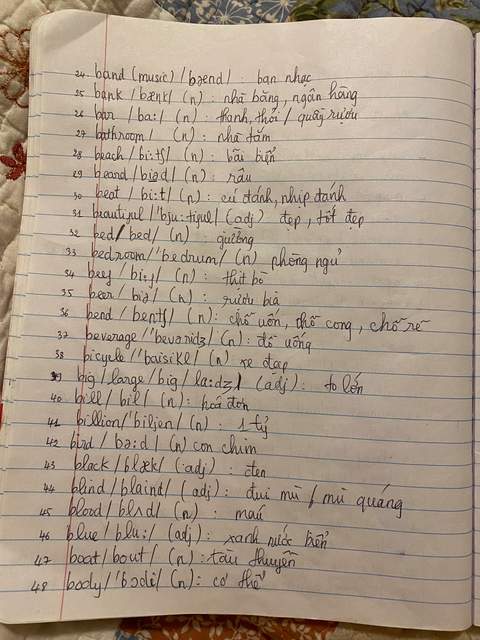 24. band (music) / bænd/ : ban nhạc
25 bank / bænk/ (n) : nhà băng, ngân hàng
26 bar / ba:/ (n) : thanh, thỏi / quầy rượu
27 bathroom / (n) : nhà tắm
28 beach / bi:tʃ/ (n) : bãi biển
29 beard / biəd/ (n) : râu
30 beat / bi:t/ (n) : cú đánh, nhịp đánh
31 beautiful / 'bju:tiful/ (adj) đẹp, tốt đẹp
32 bed / bed/ (n) : giường
33 bedroom / 'bedrum/ (n) phòng ngủ
34 beef / bi:f/ (n) : thịt bò
35 beer / biə/ (n) : rượu bia
36 bend / bentʃ/ (n) : chỗ uốn, chỗ cong, chỗ rẽ
37 beverage / 'bevəridʒ/ (n) : đồ uống
38 bicycle / 'baisikl/ (n) xe đạp
39 big / large / big / la:dʒ/ (adj) : to lớn
40 bill / bil/ (n) : hoá đơn
41 billion / 'biljen/ (n) : 1 tỷ
42 bird / bə:d/ (n) con chim
43 black / blæk/ (adj) : đen
44 blind / blaind/ (adj) : đui mù / mù quáng
45 blood / blʌd/ (n) : máu
46 blue / blu:/ (adj) : xanh nước biển
47 boat / bout/ (n) : tàu thuyền
48 body / 'bɔdi/ (n) : cơ thể